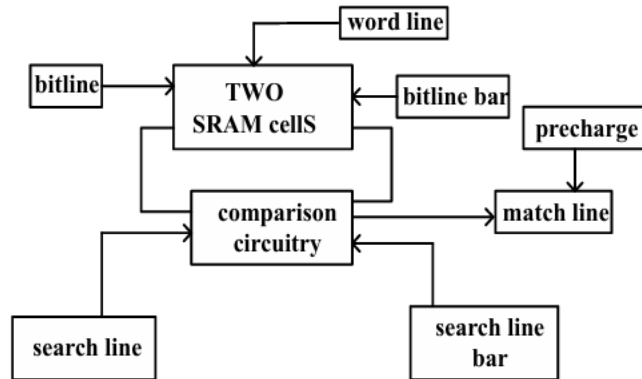 word line
bitline
TWO
SRAM cellS
bitline bar
precharge
comparison
circuitry
match line
search line
search line
bar